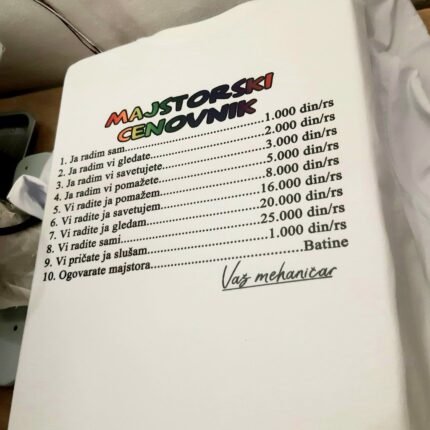 MAJSTORSKI
CENOVNIK
1. Ja radim sam..............................1.000 din/rs
2. Ja radim vi gledate.......................2.000 din/rs
3. Ja radim vi savetujete....................3.000 din/rs
4. Ja radim vi pomažete......................5.000 din/rs
5. Vi radite ja pomažem......................8.000 din/rs
6. Vi radite ja savetujem...................16.000 din/rs
7. Vi radite ja gledam......................20.000 din/rs
8. Vi radite sami...........................25.000 din/rs
9. Vi pričate ja slušam......................1.000 din/rs
10. Ogovarate majstora.............................Batine
Vaš mehaničar